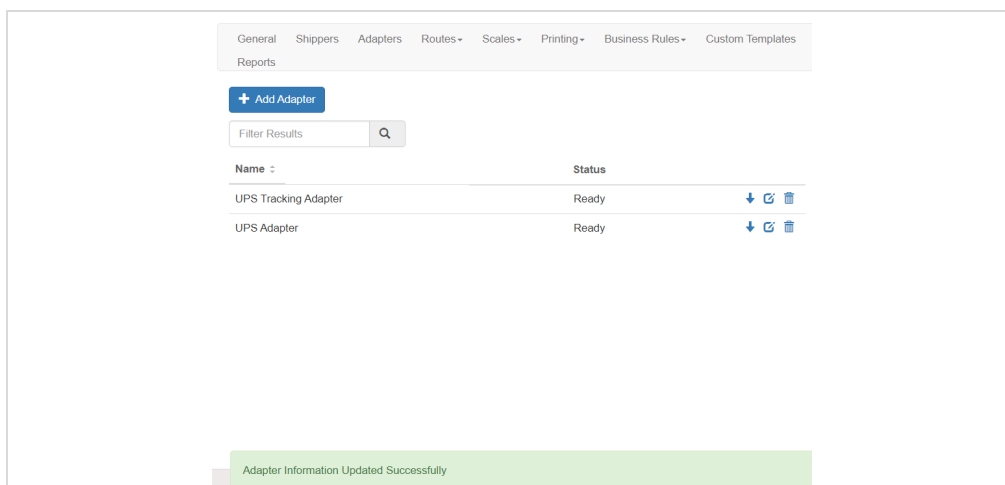 General Shippers Adapters Routes Scales Printing Business Rules Custom Templates
Reports
Add Adapter
Filter Results
Name Status
UPS Tracking Adapter Ready
UPS Adapter Ready
Adapter Information Updated Successfully